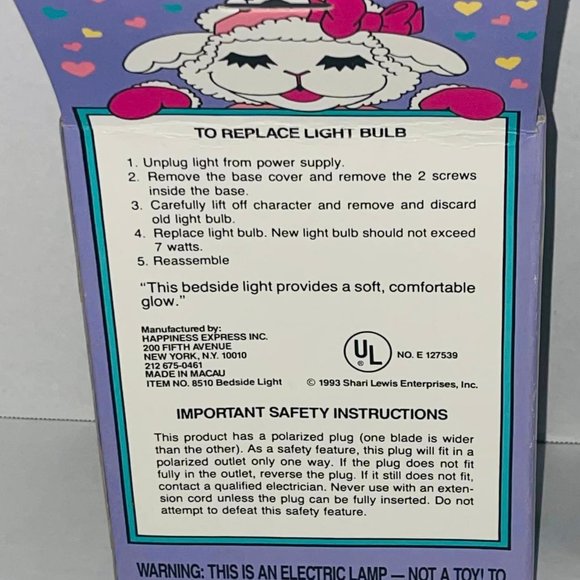 TO REPLACE LIGHT BULB
1. Unplug light from power supply.
2. Remove the base cover and remove the 2 screws
inside the base.
3. Carefully lift off character and remove and discard
old light bulb.
4. Replace light bulb. New light bulb should not exceed
7 watts.
5. Reassemble
"This bedside light provides a soft, comfortable
glow."
Manufactured by:
HAPPINESS EXPRESS INC.
200 FIFTH AVENUE
NEW YORK, N.Y. 10010
212 675-0461
MADE IN MACAU
ITEM NO. 8510 Bedside Light
UL ®
NO. E 127539
© 1993 Shari Lewis Enterprises, Inc.
IMPORTANT SAFETY INSTRUCTIONS
This product has a polarized plug (one blade is wider
than the other). As a safety feature, this plug will fit in a
polarized outlet only one way. If the plug does not fit
fully in the outlet, reverse the plug. If it still does not fit,
contact a qualified electrician. Never use with an exten-
sion cord unless the plug can be fully inserted. Do not
attempt to defeat this safety feature.
WARNING: THIS IS AN ELECTRIC LAMP — NOT A TOY! TO